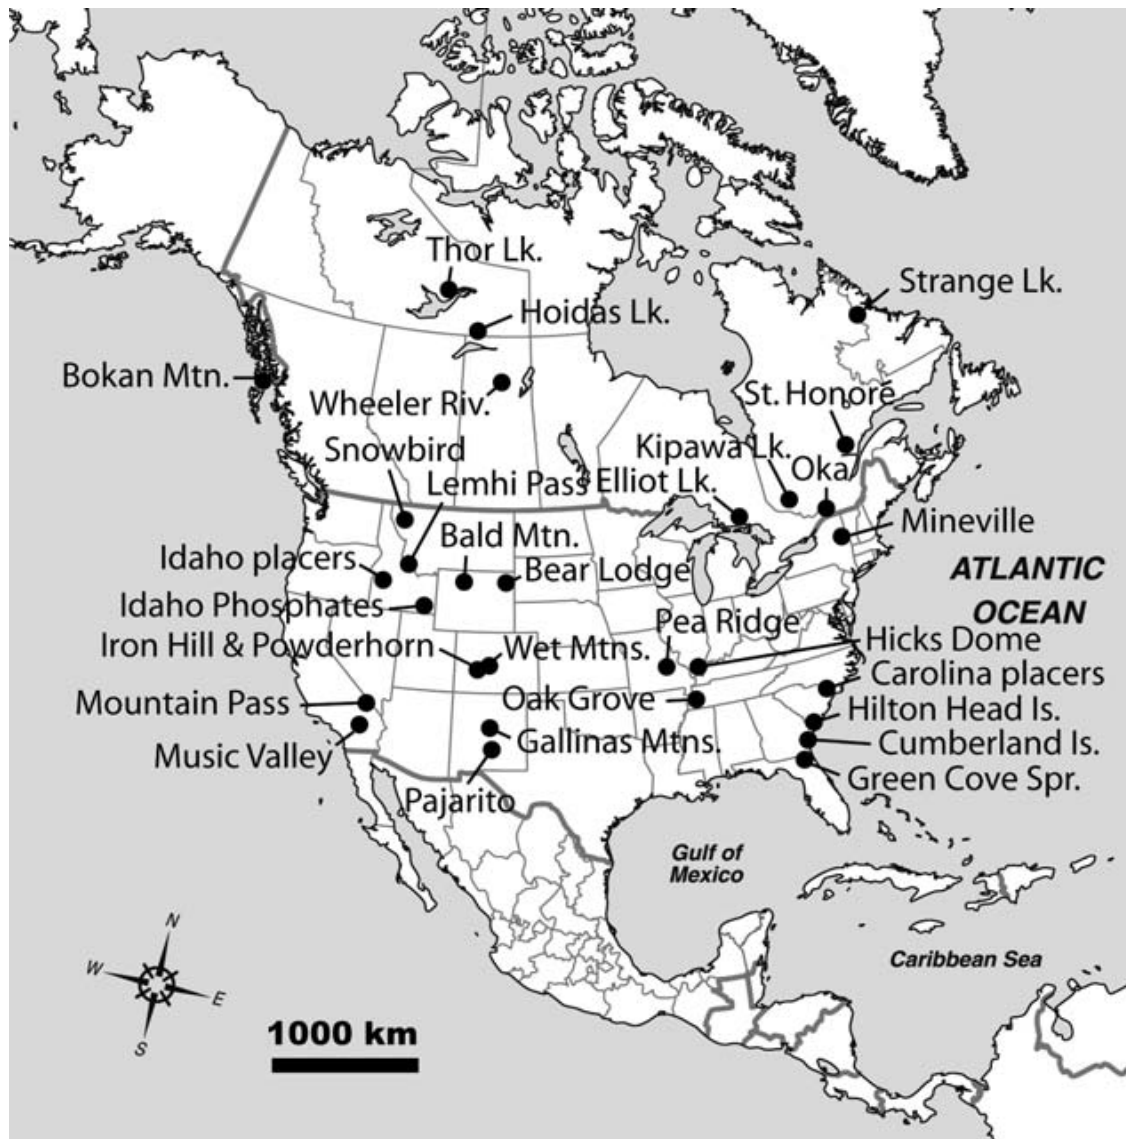 Thor Lk.
Strange Lk.
Hoidas Lk.
Bokan Mtn.
St. Honoré
Wheeler Riv.
Snowbird
Kipawa Lk.
Oka
Lemhi Pass
Elliot Lk.
Mineville
Bald Mtn.
Idaho placers
Bear Lodge
ATLANTIC
OCEAN
Idaho Phosphates
Pea Ridge
Hicks Dome
Iron Hill & Powderhorn
Wet Mtns.
Carolina placers
Mountain Pass
Oak Grove
Hilton Head Is.
Music Valley
Gallinas Mtns.
Cumberland Is.
Green Cove Spr.
Pajarito
Gulf of
Mexico
Caribbean Sea
N
W
E
S
1000 km